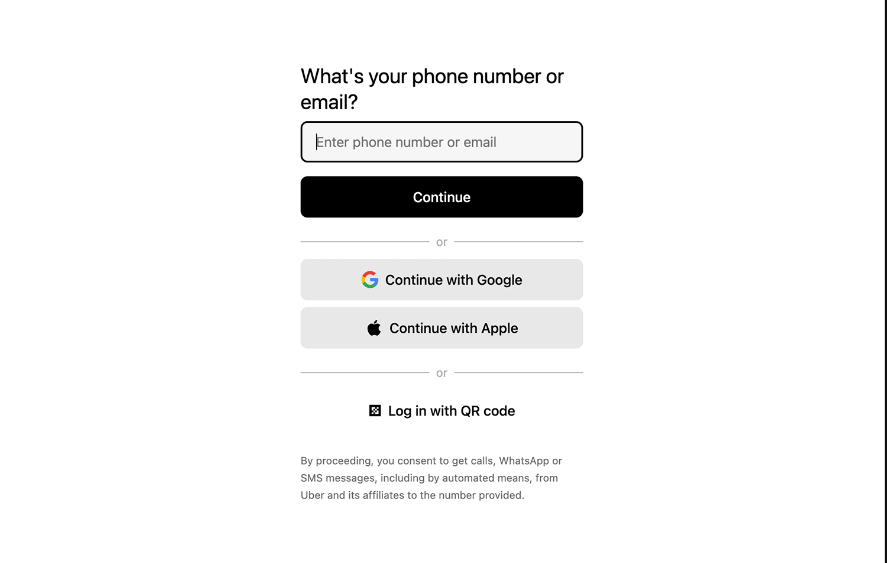 What's your phone number or
email?
Enter phone number or email
Continue
or
Continue with Google
Continue with Apple
or
Log in with QR code
By proceeding, you consent to get calls, WhatsApp or
SMS messages, including by automated means, from
Uber and its affiliates to the number provided.